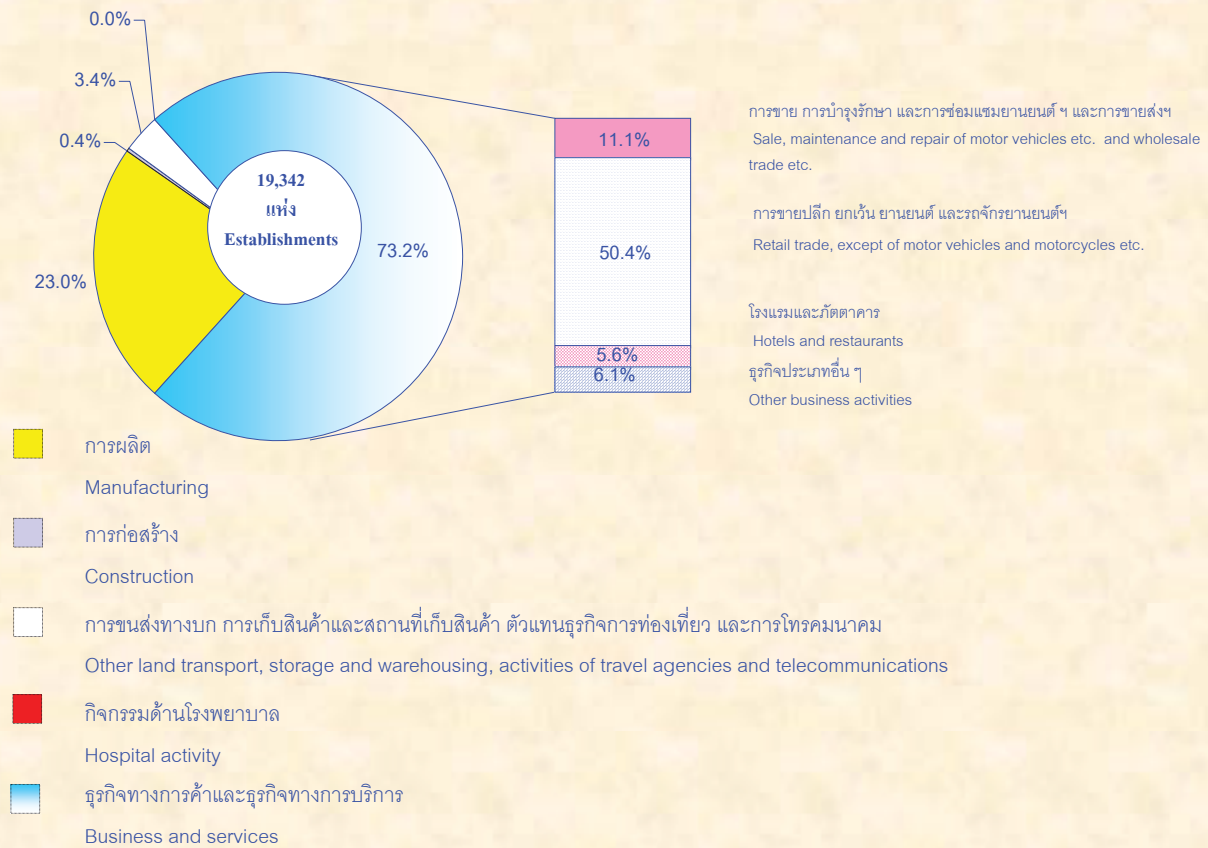 0.0%
3.4%
0.4%
23.0%
19,342
แห่ง
Establishments
73.2%
11.1%
50.4%
5.6%
6.1%
การขาย การบำรุงรักษา และการซ่อมแซมยานยนต์ ฯ และการขายส่งฯ
Sale, maintenance and repair of motor vehicles etc. and wholesale
trade etc.
การขายปลีก ยกเว้น ยานยนต์ และรถจักรยานยนต์ฯ
Retail trade, except of motor vehicles and motorcycles etc.
โรงแรมและภัตตาคาร
Hotels and restaurants
ธุรกิจประเภทอื่น ๆ
Other business activities
การผลิต
Manufacturing
การก่อสร้าง
Construction
การขนส่งทางบก การเก็บสินค้าและสถานที่เก็บสินค้า ตัวแทนธุรกิจการท่องเที่ยว และการโทรคมนาคม
Other land transport, storage and warehousing, activities of travel agencies and telecommunications
กิจกรรมด้านโรงพยาบาล
Hospital activity
ธุรกิจทางการค้าและธุรกิจทางการบริการ
Business and services